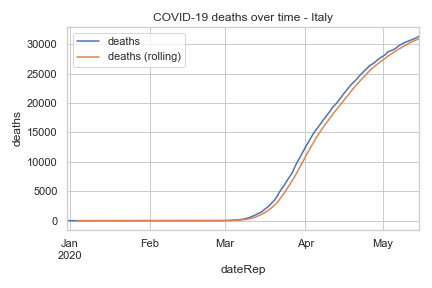 COVID-19 deaths over time - Italy
deaths
deaths (rolling)
deaths
30000
25000
20000
15000
10000
5000
0
Jan
2020
Feb
Mar
Apr
May
dateRep